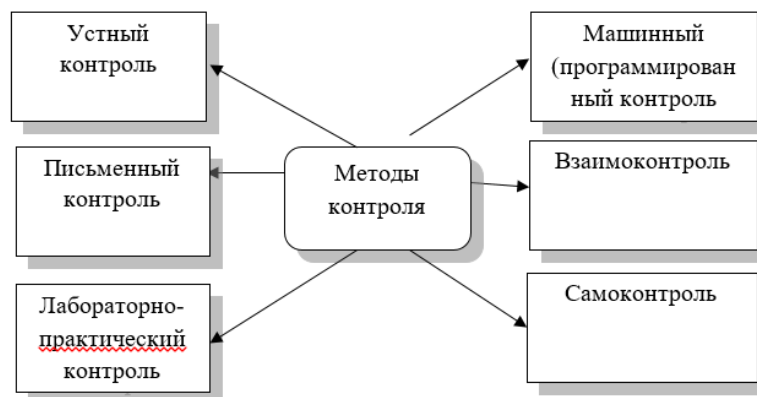 Устный
контроль
Машинный
(программирован
ный контроль
Письменный
контроль
Методы
контроля
Взаимоконтроль
Лабораторно-
практический
контроль
Самоконтроль